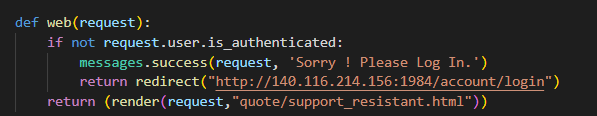 def web(request):
    if not request.user.is_authenticated:
        messages.success(request, 'Sorry ! Please Log In.')
        return redirect("http://140.116.214.156:1984/account/login")
    return (render(request,"quote/support_resistant.html"))